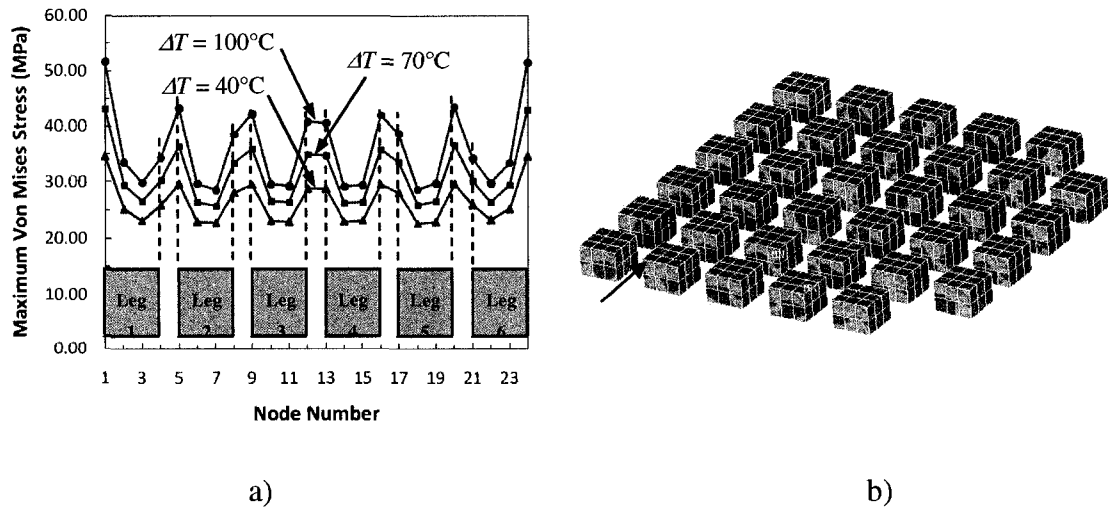 60.00
50.00
40.00
30.00
20.00
10.00
0.00
Maximum Von Mises Stress (MPa)
ΔT = 100°C
ΔT = 70°C
ΔT = 40°C
Leg 1
Leg 2
Leg 3
Leg 4
Leg 5
Leg 6
1 3 5 7 9 11 13 15 17 19 21 23
Node Number
a) b)